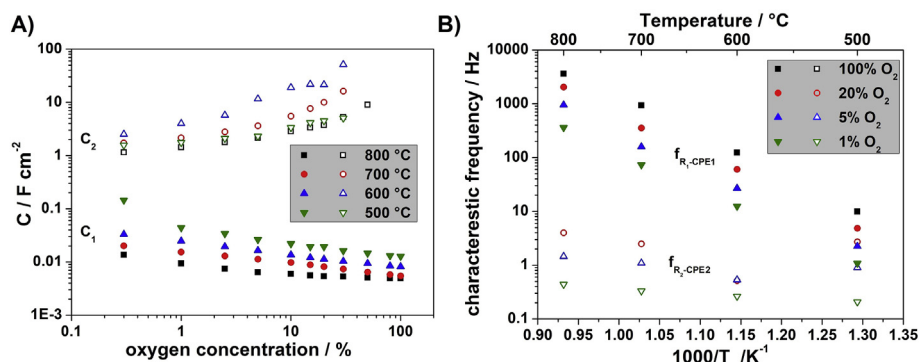 A)
C / F cm⁻²
100
10
1
0.1
0.01
1E-3
C₂
C₁
800 °C
700 °C
600 °C
500 °C
0.1
1
10
100
oxygen concentration / %
B)
Temperature / °C
800
700
600
500
characterestic frequency / Hz
10000
1000
100
10
1
0.1
100% O₂
20% O₂
5% O₂
1% O₂
f R₁-CPE1
f R₂-CPE2
0.90
0.95
1.00
1.05
1.10
1.15
1.20
1.25
1.30
1.35
1000/T /K⁻¹